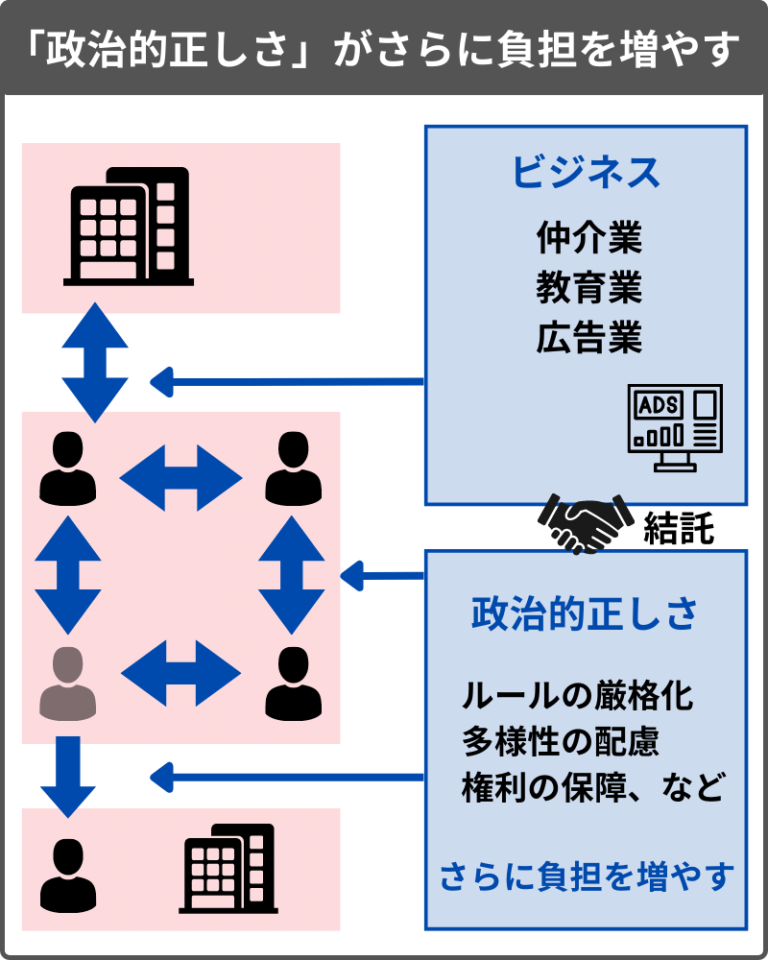 「政治的正しさ」がさらに負担を増やす
ビジネス
仲介業
教育業
広告業
ADS
結託
政治的正しさ
ルールの厳格化
多様性の配慮
権利の保障、など
さらに負担を増やす